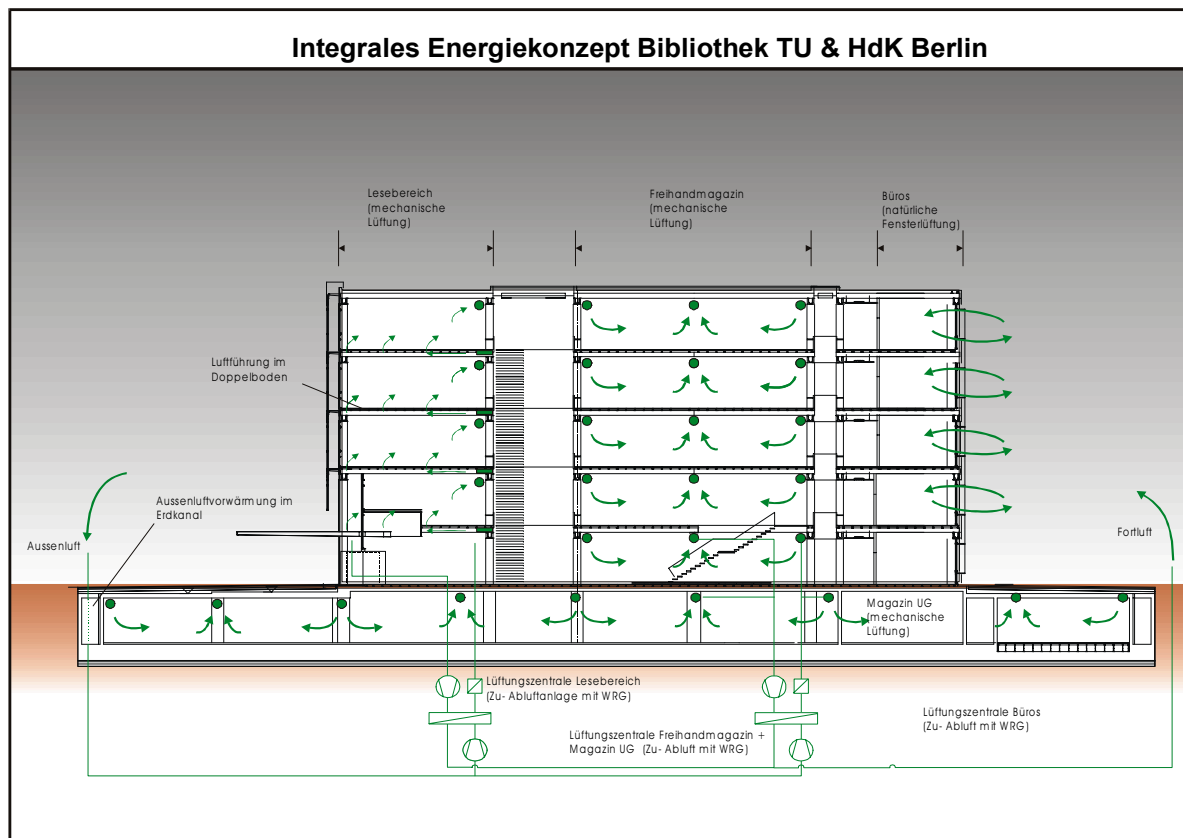 Integrales Energiekonzept Bibliothek TU & HdK Berlin
Lesebereich
(mechanische
Lüftung)
Freihandmagazin
(mechanische
Lüftung)
Büros
(natürliche
Fensterlüftung)
Luftführung im
Doppelboden
Aussenluftvorwärmung im
Erdkanal
Aussenluft
Fortluft
Magazin UG
(mechanische
Lüftung)
Lüftungszentrale Lesebereich
(Zu- Abluftanlage mit WRG)
Lüftungszentrale Freihandmagazin +
Magazin UG (Zu- Abluft mit WRG)
Lüftungszentrale Büros
(Zu- Abluft mit WRG)